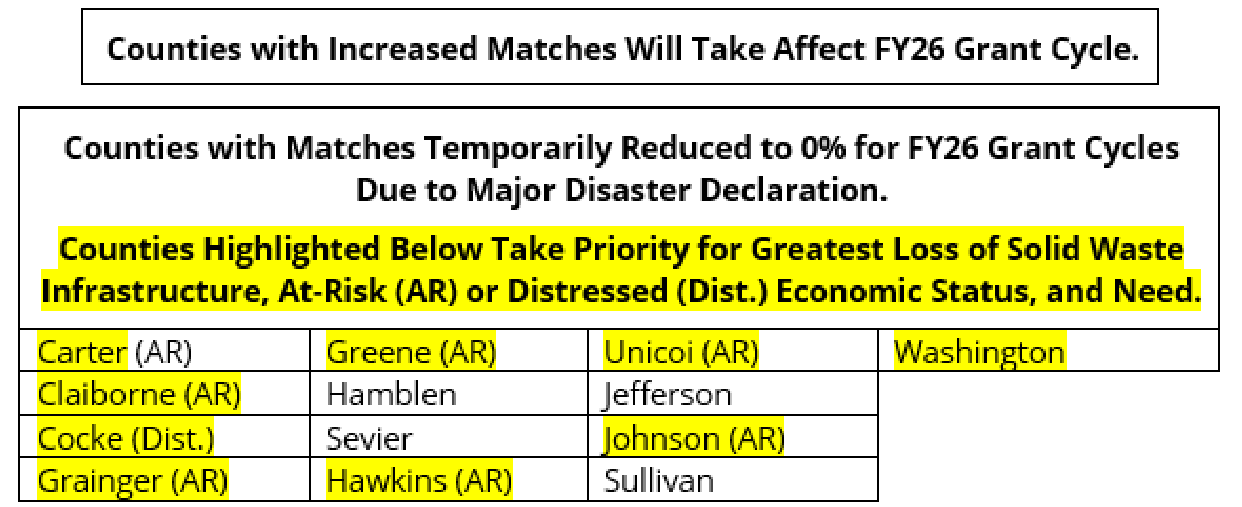 Counties with Increased Matches Will Take Affect FY26 Grant Cycle.
Counties with Matches Temporarily Reduced to 0% for FY26 Grant Cycles
Due to Major Disaster Declaration.
Counties Highlighted Below Take Priority for Greatest Loss of Solid Waste
Infrastructure, At-Risk (AR) or Distressed (Dist.) Economic Status, and Need.
Carter (AR) Greene (AR) Unicoi (AR) Washington
Claiborne (AR) Hamblen Jefferson
Cocke (Dist.) Sevier Johnson (AR)
Grainger (AR) Hawkins (AR) Sullivan